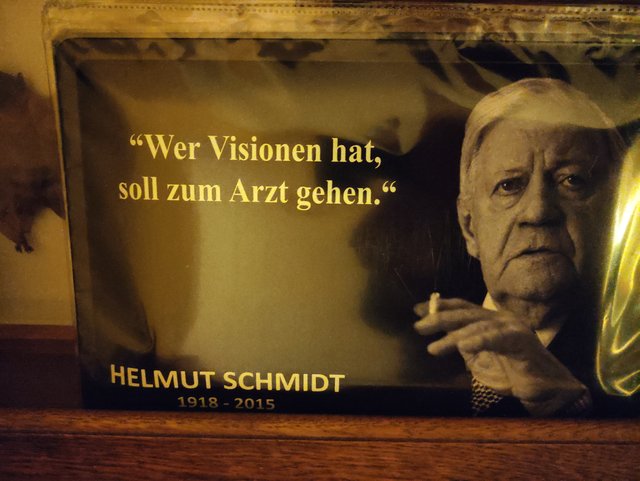 “Wer Visionen hat,
soll zum Arzt gehen.“
HELMUT SCHMIDT
1918 - 2015